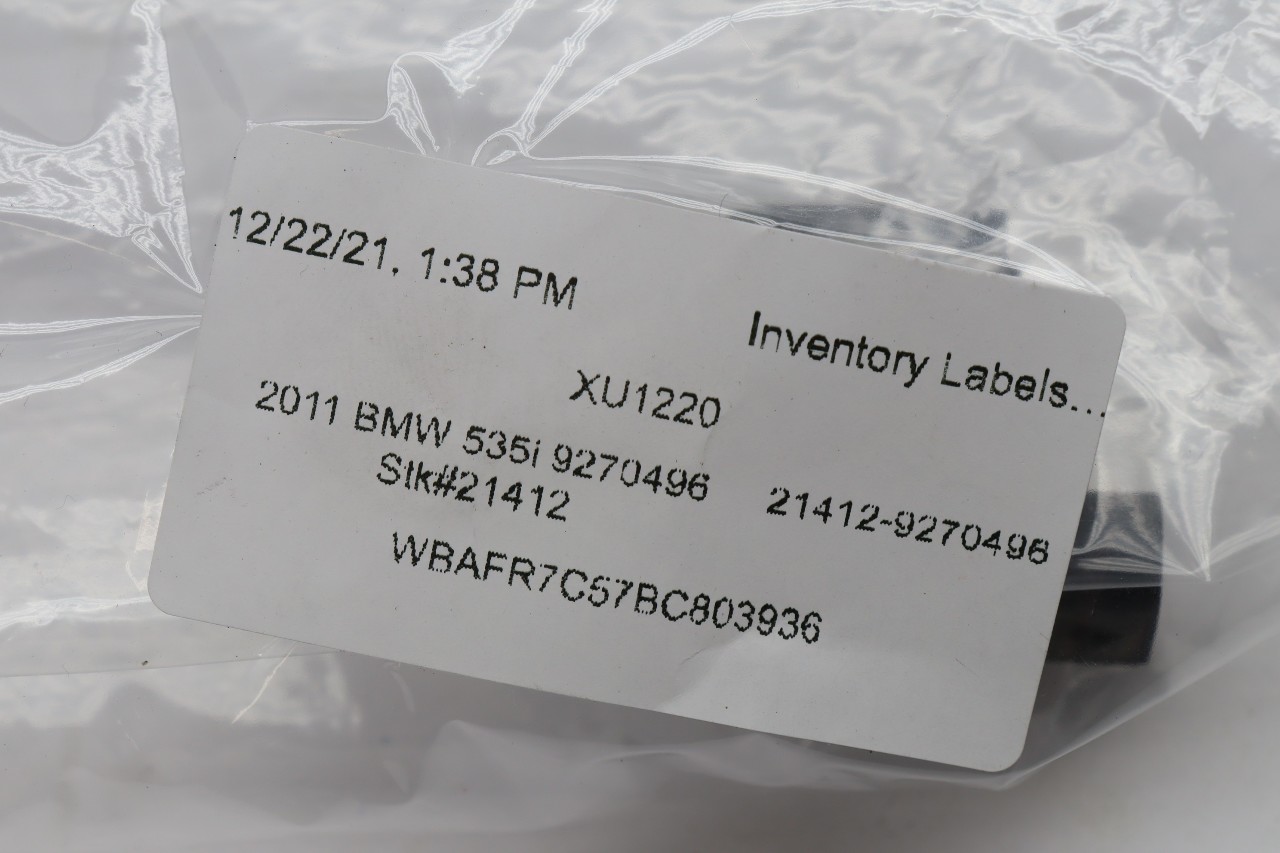 12/22/21, 1:38 PM
Inventory Labels...
XU1220
2011 BMW 535i 9270496
21412-9270496
Stk#21412
WBAFR7C57BC803936